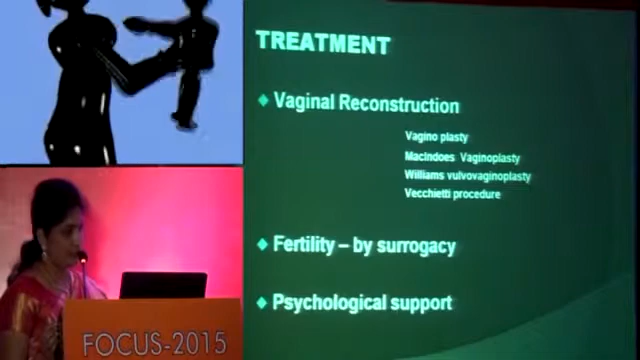 TREATMENT
Vaginal Reconstruction
Vagino plasty
MacIndoes Vaginoplasty
Williams vulvovaginoplasty
Vecchietti procedure
Fertility – by surrogacy
Psychological support
FOCUS-2015